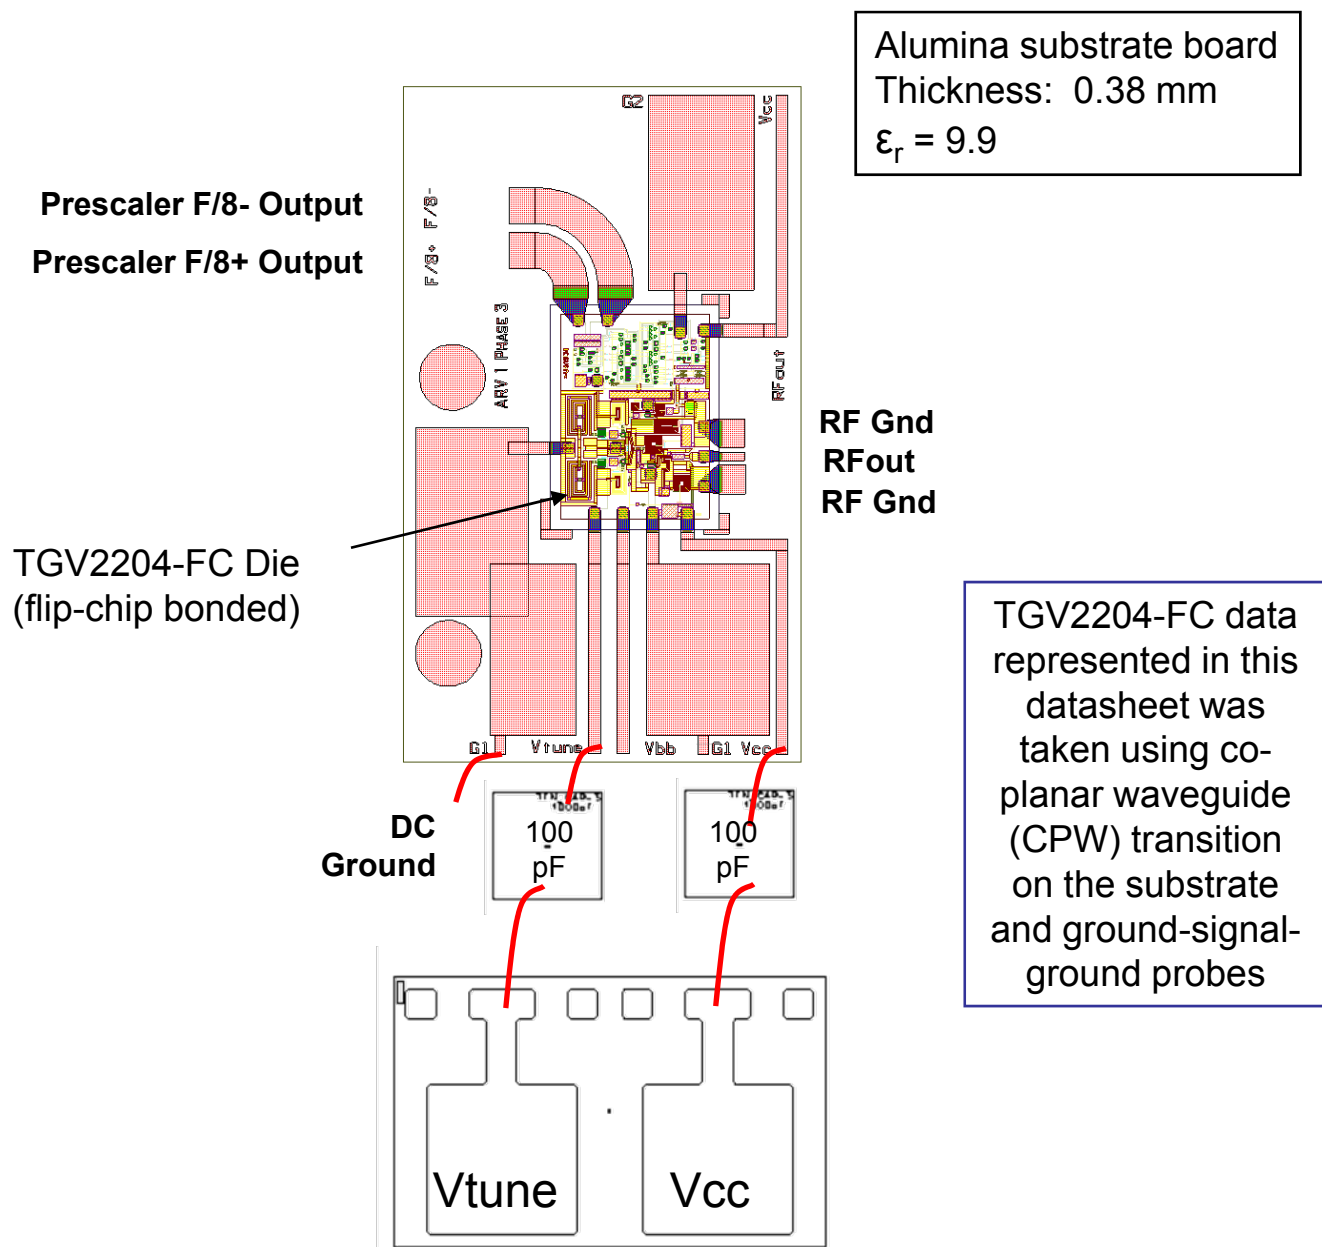 Alumina substrate board
Thickness: 0.38 mm
εr = 9.9
G2
Vcc
Prescaler F/8- Output
F/8-
Prescaler F/8+ Output
F/8+
ARV 1 PHASE 3
RFout
RF Gnd
RFout
RF Gnd
TGV2204-FC Die
(flip-chip bonded)
TGV2204-FC data
represented in this
datasheet was
taken using co-
planar waveguide
(CPW) transition
on the substrate
and ground-signal-
ground probes
G1
Vtune
Vbb
G1
Vcc
DC
Ground
100
pF
100
pF
Vtune
Vcc